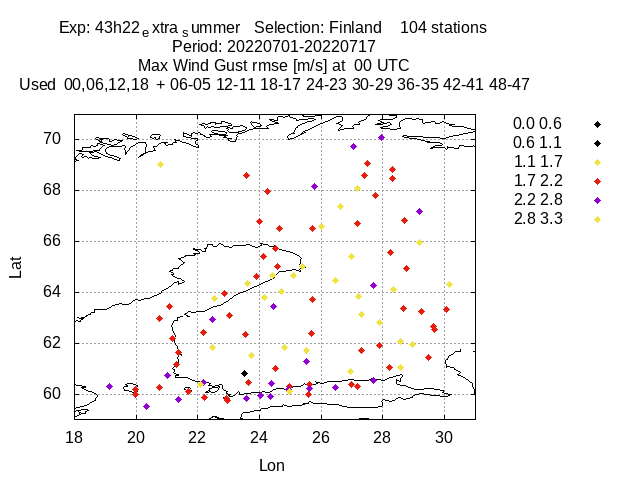 Exp: 43h22extrasummer   Selection: Finland    104 stations
Period: 20220701-20220717
Max Wind Gust rmse [m/s] at  00 UTC
Used  00,06,12,18  + 06-05 12-11 18-17 24-23 30-29 36-35 42-41 48-47
0.0 0.6
0.6 1.1
1.1 1.7
1.7 2.2
2.2 2.8
2.8 3.3
70
68
66
64
62
60
Lat
18 20 22 24 26 28 30
Lon